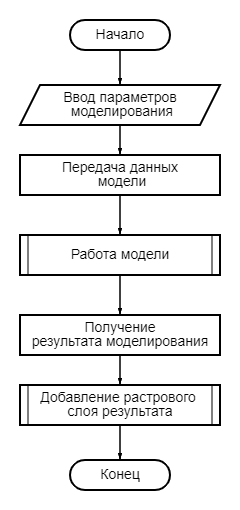 Начало
Ввод параметров
моделирования
Передача данных
модели
Работа модели
Получение
результата моделирования
Добавление растрового
слоя результата
Конец